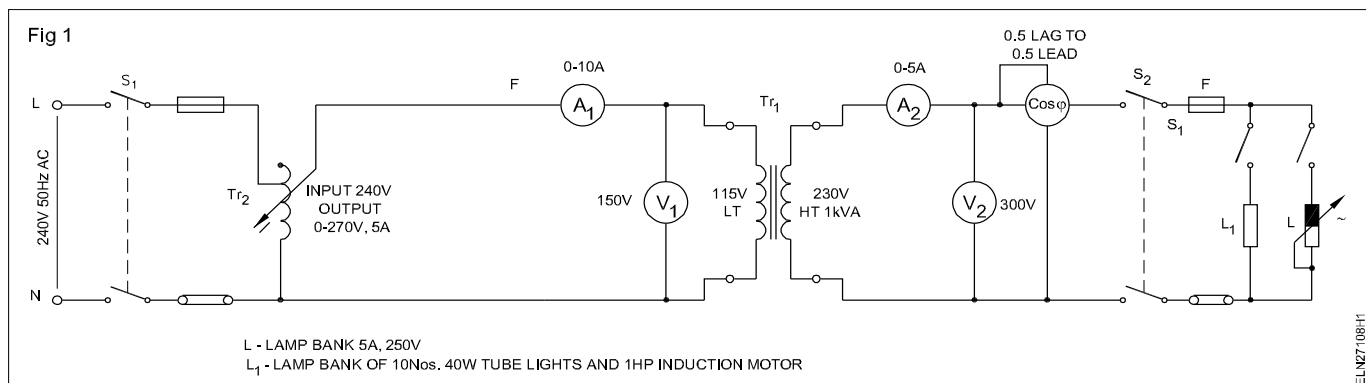 Fig 1
0.5 LAG TO
0.5 LEAD
S1
F
0-10A
0-5A
S2
F
L
A1
Tr1
A2
Cosφ
S1
240V 50Hz AC
Tr2
INPUT 240V
OUTPUT
0-270V, 5A
150V
V1
115V
LT
230V
HT 1kVA
V2
300V
L1
L
~
N
L - LAMP BANK 5A, 250V
L1 - LAMP BANK OF 10Nos. 40W TUBE LIGHTS AND 1HP INDUCTION MOTOR
ELN27108H1